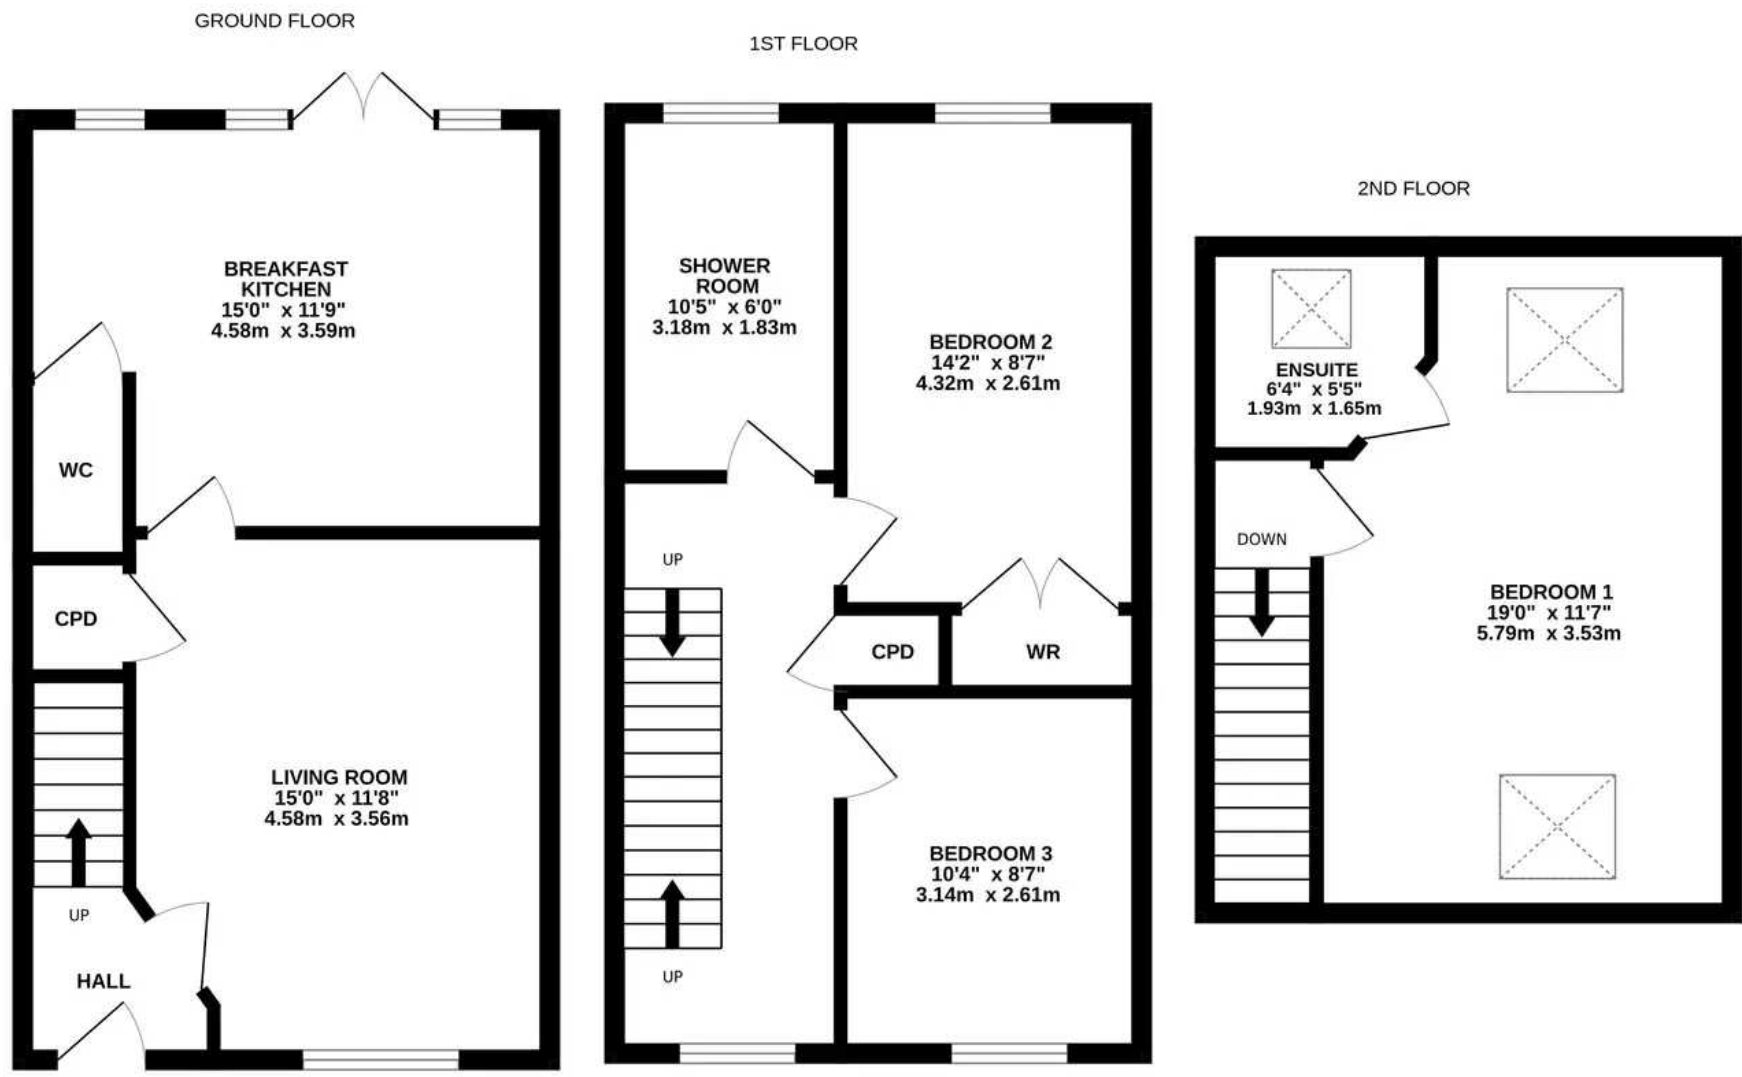 GROUND FLOOR
BREAKFAST
KITCHEN
15'0" x 11'9"
4.58m x 3.59m
WC
CPD
LIVING ROOM
15'0" x 11'8"
4.58m x 3.56m
UP
HALL
1ST FLOOR
SHOWER
ROOM
10'5" x 6'0"
3.18m x 1.83m
BEDROOM 2
14'2" x 8'7"
4.32m x 2.61m
UP
CPD
WR
BEDROOM 3
10'4" x 8'7"
3.14m x 2.61m
UP
2ND FLOOR
ENSUITE
6'4" x 5'5"
1.93m x 1.65m
DOWN
BEDROOM 1
19'0" x 11'7"
5.79m x 3.53m